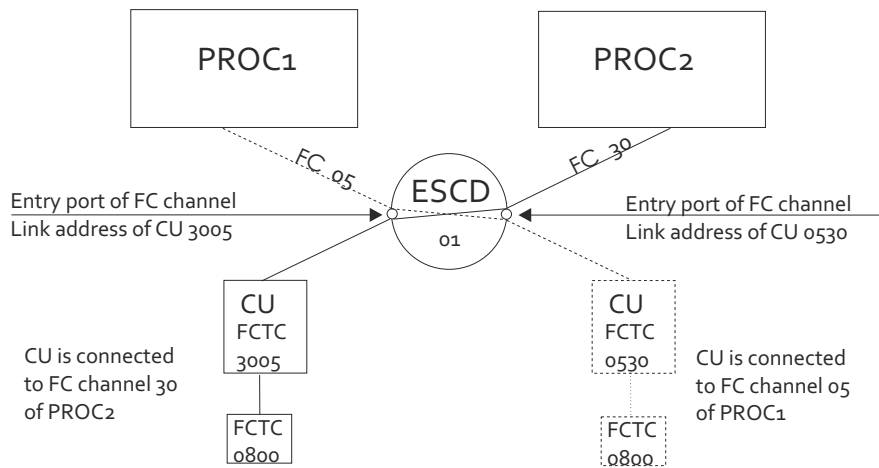 PROC1
PROC2
FC 05
FC 30
ESCD
01
Entry port of FC channel
Link address of CU 3005
Entry port of FC channel
Link address of CU 0530
CU
FCTC
3005
CU
FCTC
0530
CU is connected
to FC channel 30
of PROC2
CU is connected
to FC channel 05
of PROC1
FCTC
0800
FCTC
0800